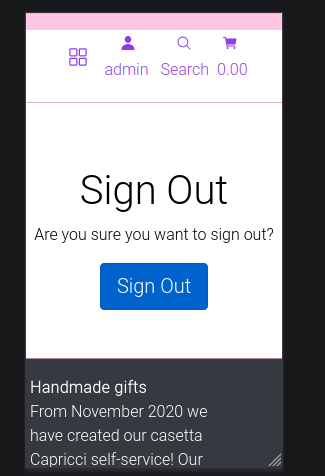 admin Search 0.00
Sign Out
Are you sure you want to sign out?
Sign Out
Handmade gifts
From November 2020 we
have created our casetta
Capricci self-service! Our